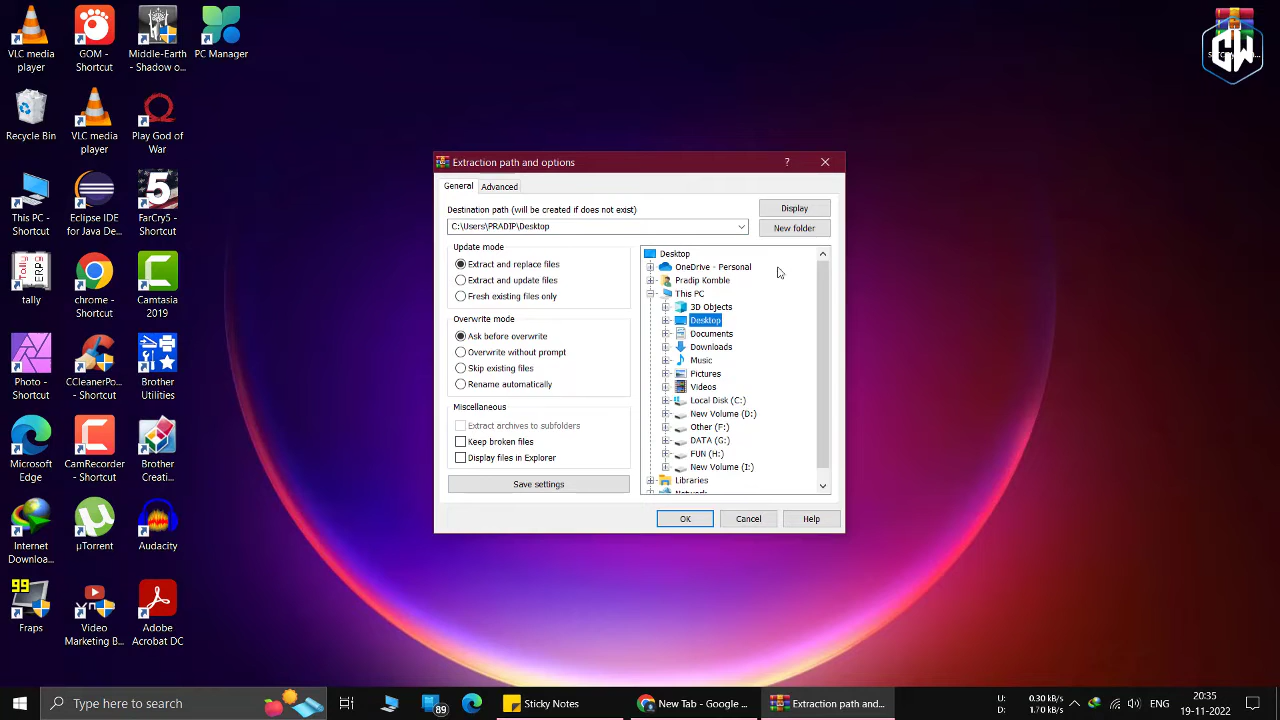 VLC media
player
GOM -
Shortcut
Middle-Earth
- Shadow o...
PC Manager
Recycle Bin
VLC media
player
Play God of
War
This PC -
Shortcut
Eclipse IDE
for Java De...
5
FarCry5 -
Shortcut
Tally
ERP9
tally
chrome -
Shortcut
Camtasia
2019
Photo -
Shortcut
CCleanerPo...
- Shortcut
Brother
Utilities
Microsoft
Edge
CamRecorder
- Shortcut
Brother
Creati...
Internet
Downloa...
µTorrent
Audacity
99
Fraps
Video
Marketing B...
Adobe
Acrobat DC
Extraction path and options
?
General
Advanced
Destination path (will be created if does not exist)
C:\Users\PRADIP\Desktop
Display
New folder
Update mode
Extract and replace files
Extract and update files
Fresh existing files only
Overwrite mode
Ask before overwrite
Overwrite without prompt
Skip existing files
Rename automatically
Miscellaneous
Extract archives to subfolders
Keep broken files
Display files in Explorer
Save settings
Desktop
OneDrive - Personal
Pradip Komble
This PC
3D Objects
Desktop
Documents
Downloads
Music
Pictures
Videos
Local Disk (C:)
New Volume (D:)
Other (F:)
DATA (G:)
FUN (H:)
New Volume (I:)
Libraries
OK
Cancel
Help
Type here to search
89
Sticky Notes
New Tab - Google ...
Extraction path and...
U: 0.30 kB/s
D: 1.70 kB/s
ENG
20:35
19-11-2022